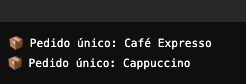 📦 Pedido único: Café Expresso
📦 Pedido único: Cappuccino